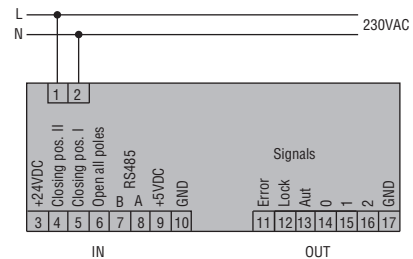 L
N
230VAC
1 2
+24VDC
Closing pos. II
Closing pos. I
Open all poles
B
RS485
A
+5VDC
GND
Signals
Error
Lock
Aut
0
1
2
GND
3 4 5 6 7 8 9 10
11 12 13 14 15 16 17
IN
OUT